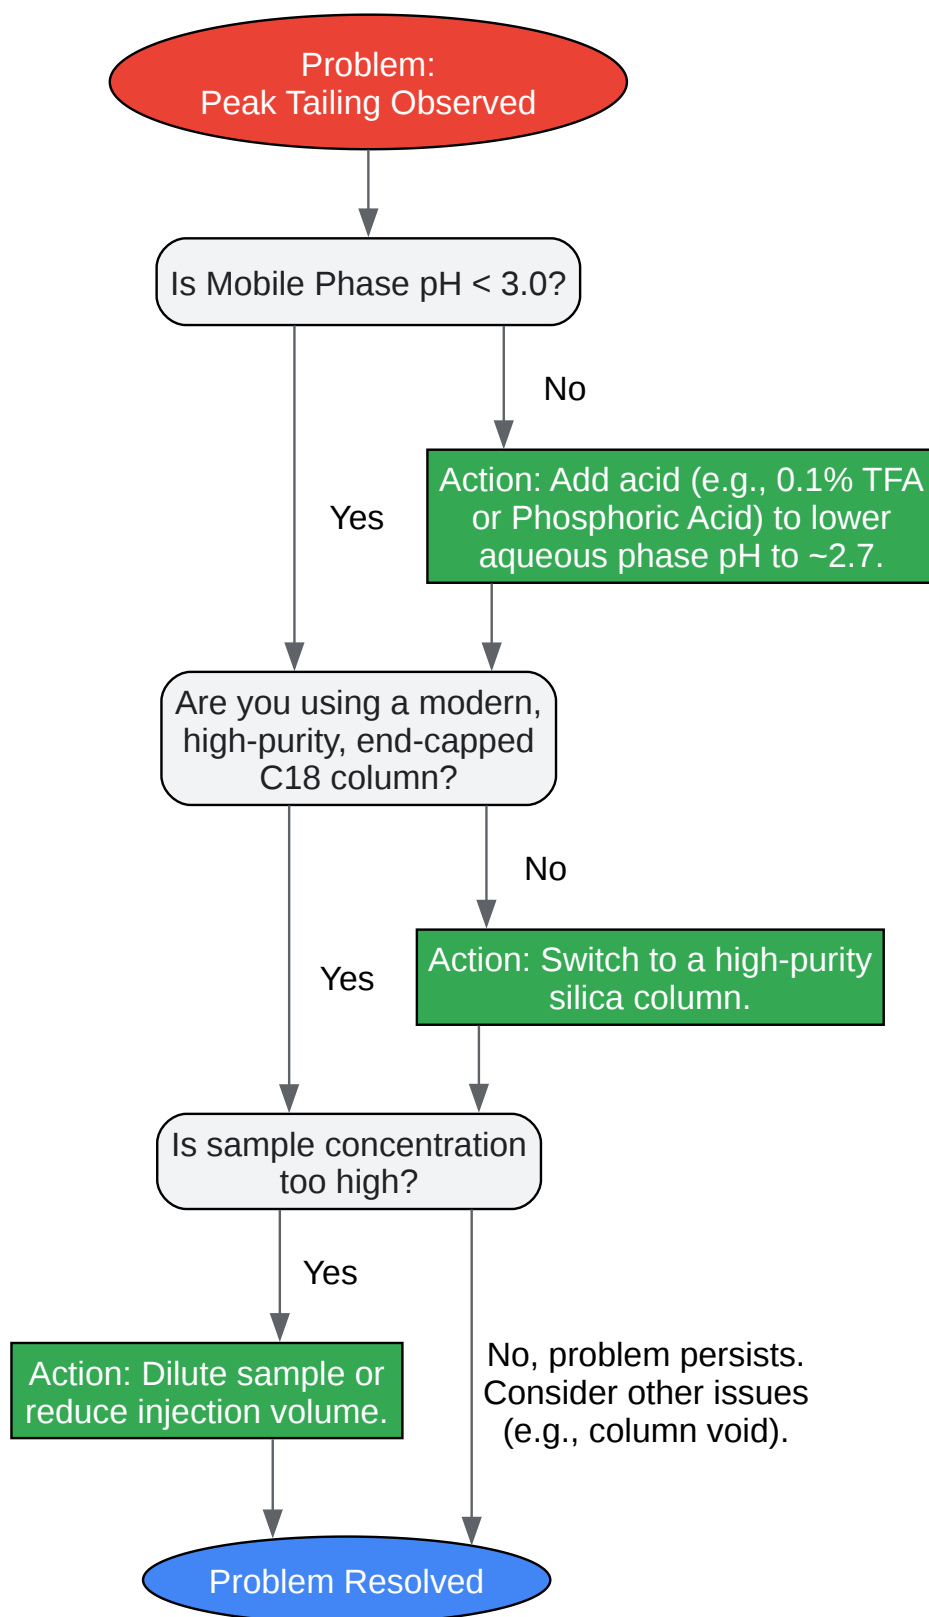 Problem:
Peak Tailing Observed
Is Mobile Phase pH < 3.0?
No
Action: Add acid (e.g., 0.1% TFA
or Phosphoric Acid) to lower
aqueous phase pH to ~2.7.
Yes
Are you using a modern,
high-purity, end-capped
C18 column?
No
Action: Switch to a high-purity
silica column.
Yes
Is sample concentration
too high?
Yes
Action: Dilute sample or
reduce injection volume.
No, problem persists.
Consider other issues
(e.g., column void).
Problem Resolved